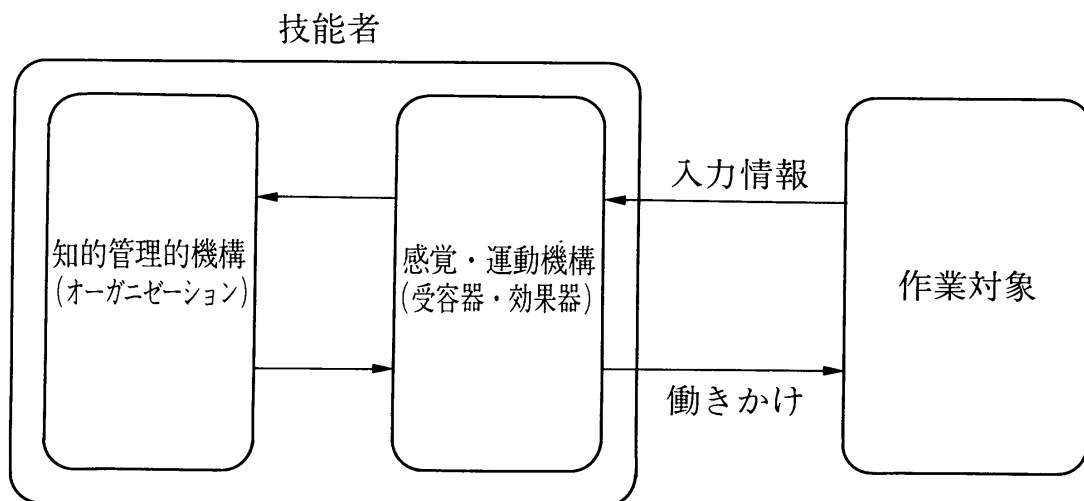 技能者
入力情報
知的管理的機構
(オーガニゼーション)
感覚・運動機構
(受容器・効果器)
作業対象
働きかけ